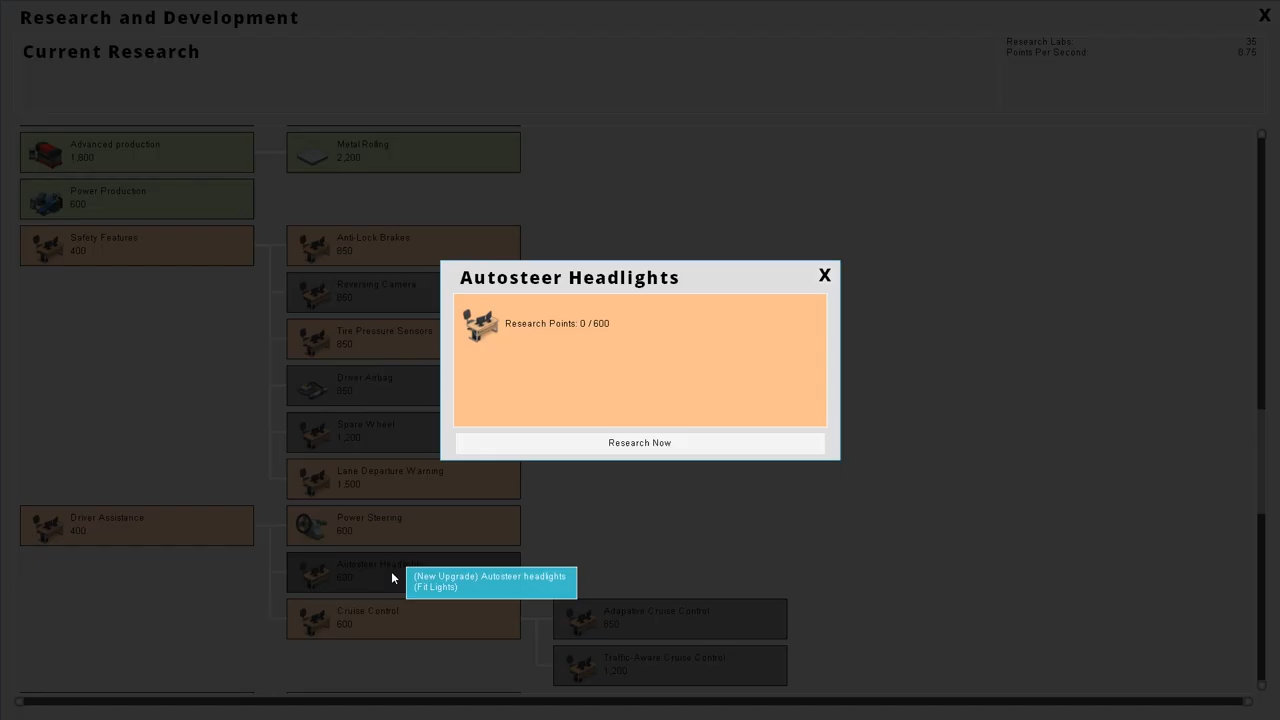 Research and Development
X
Current Research
Research Labs: 35
Points Per Second: 8.75
Advanced production
1,800
Metal Rolling
2,200
Power Production
600
Safety Features
400
Anti-Lock Brakes
850
Reversing Camera
850
Tire Pressure Sensors
850
Driver Airbag
850
Spare Wheel
1,200
Lane Departure Warning
1,500
Autosteer Headlights
X
Research Points: 0 / 600
Research Now
Driver Assistance
400
Power Steering
600
Autosteer Headlights
600
(New Upgrade) Autosteer headlights
(Fit Lights)
Cruise Control
600
Adaptive Cruise Control
850
Traffic-Aware Cruise Control
1,200